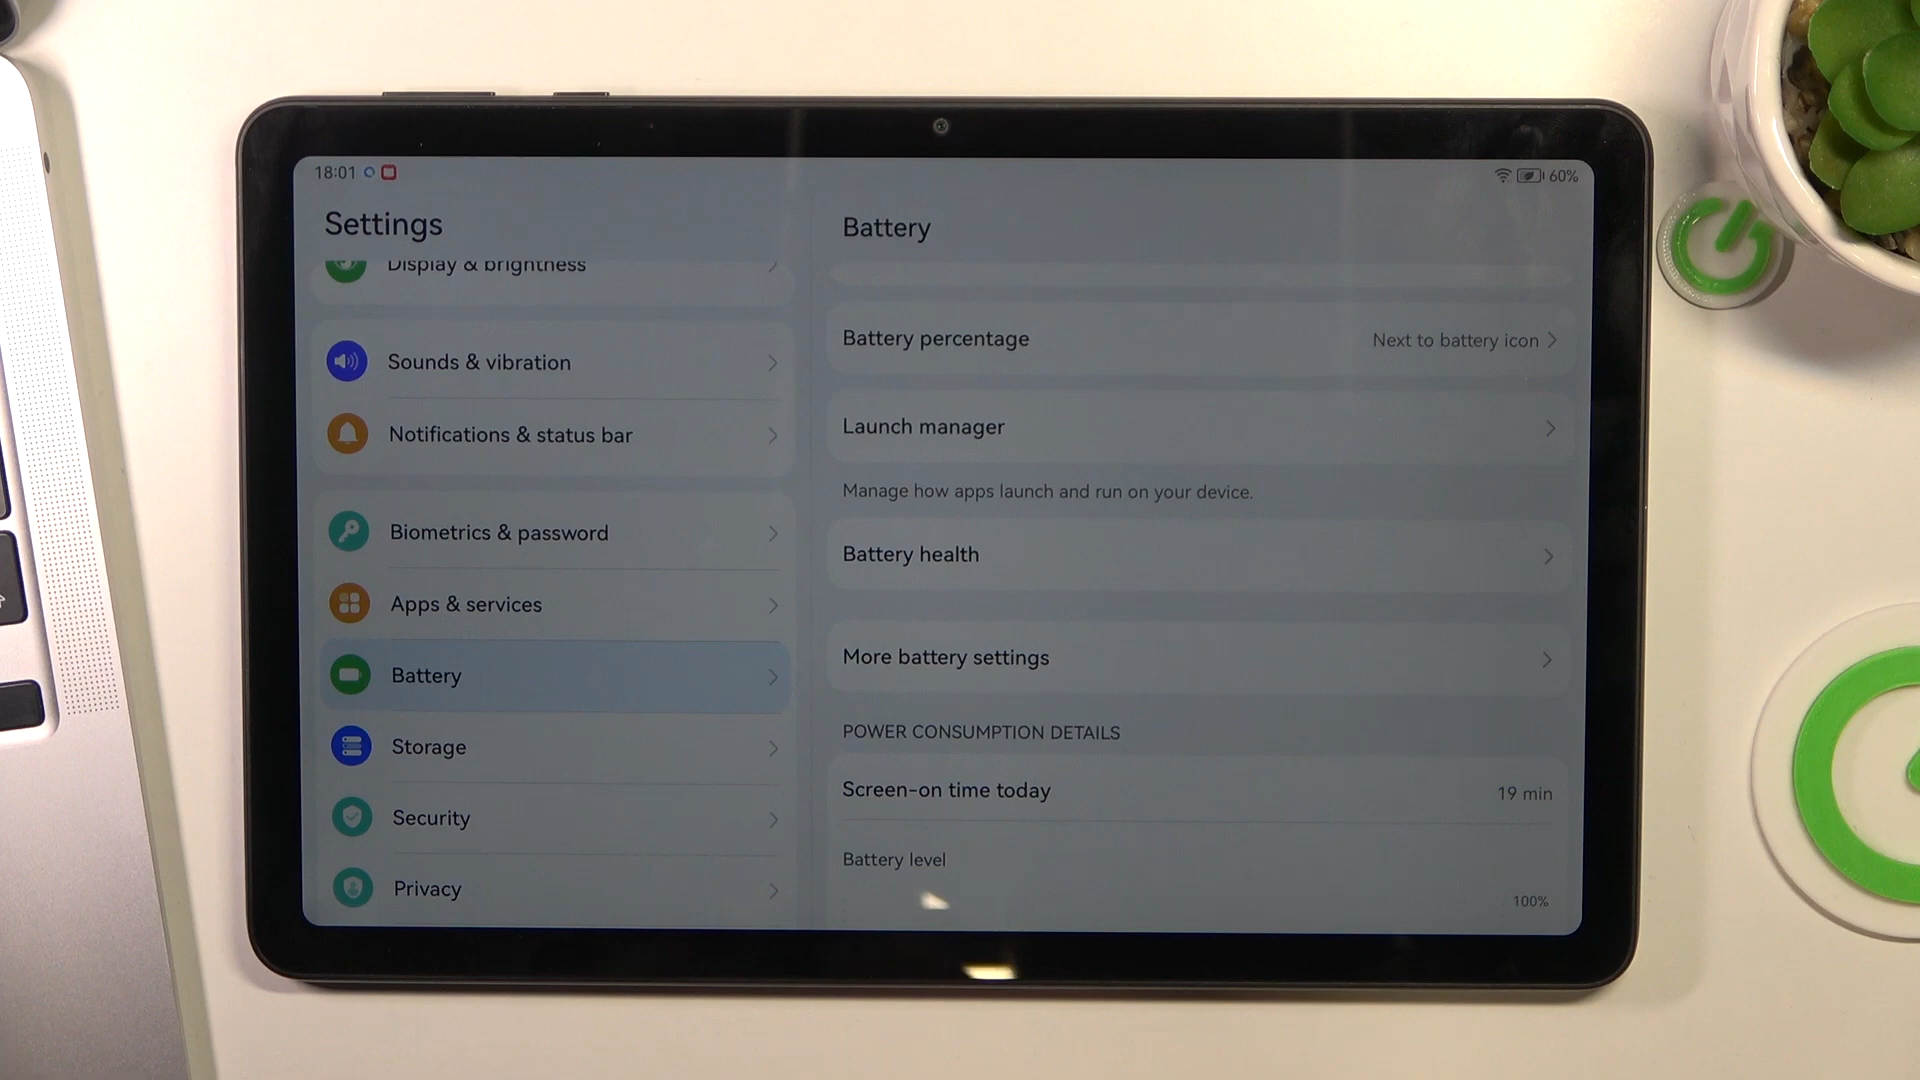 18:01
60%
Settings
Display & brightness
Sounds & vibration
Notifications & status bar
Biometrics & password
Apps & services
Battery
Storage
Security
Privacy
Battery
Battery percentage
Next to battery icon
Launch manager
Manage how apps launch and run on your device.
Battery health
More battery settings
POWER CONSUMPTION DETAILS
Screen-on time today
19 min
Battery level
100%